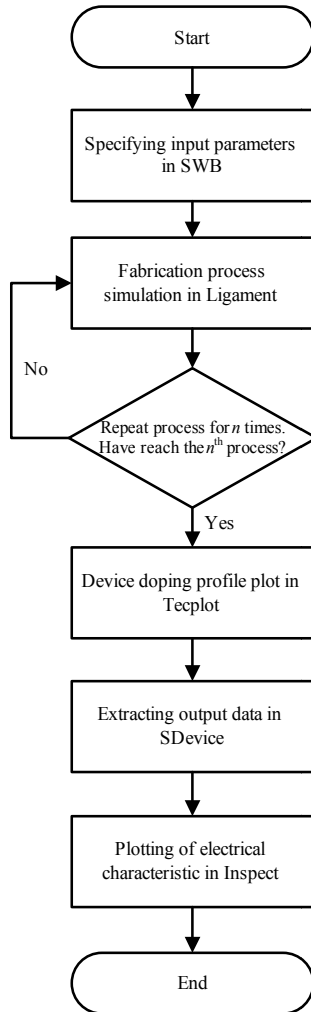 Start
Specifying input parameters
in SWB
Fabrication process
simulation in Ligament
No
Repeat process for n times.
Have reach the nth process?
Yes
Device doping profile plot in
Tecplot
Extracting output data in
SDevice
Plotting of electrical
characteristic in Inspect
End